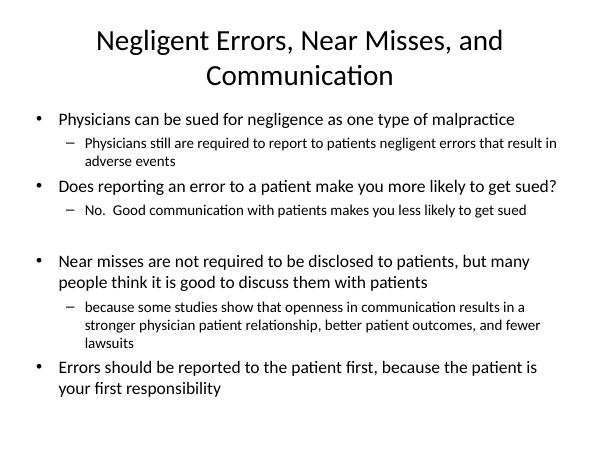 Negligent Errors, Near Misses, and
Communication
• Physicians can be sued for negligence as one type of malpractice
– Physicians still are required to report to patients negligent errors that result in
adverse events
• Does reporting an error to a patient make you more likely to get sued?
– No.  Good communication with patients makes you less likely to get sued
• Near misses are not required to be disclosed to patients, but many
people think it is good to discuss them with patients
– because some studies show that openness in communication results in a
stronger physician patient relationship, better patient outcomes, and fewer
lawsuits
• Errors should be reported to the patient first, because the patient is
your first responsibility